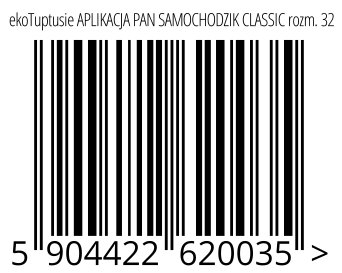 ekoTuptusie APLIKACJA PAN SAMOCHODZIK CLASSIC rozm. 32
5 904422 620035 >